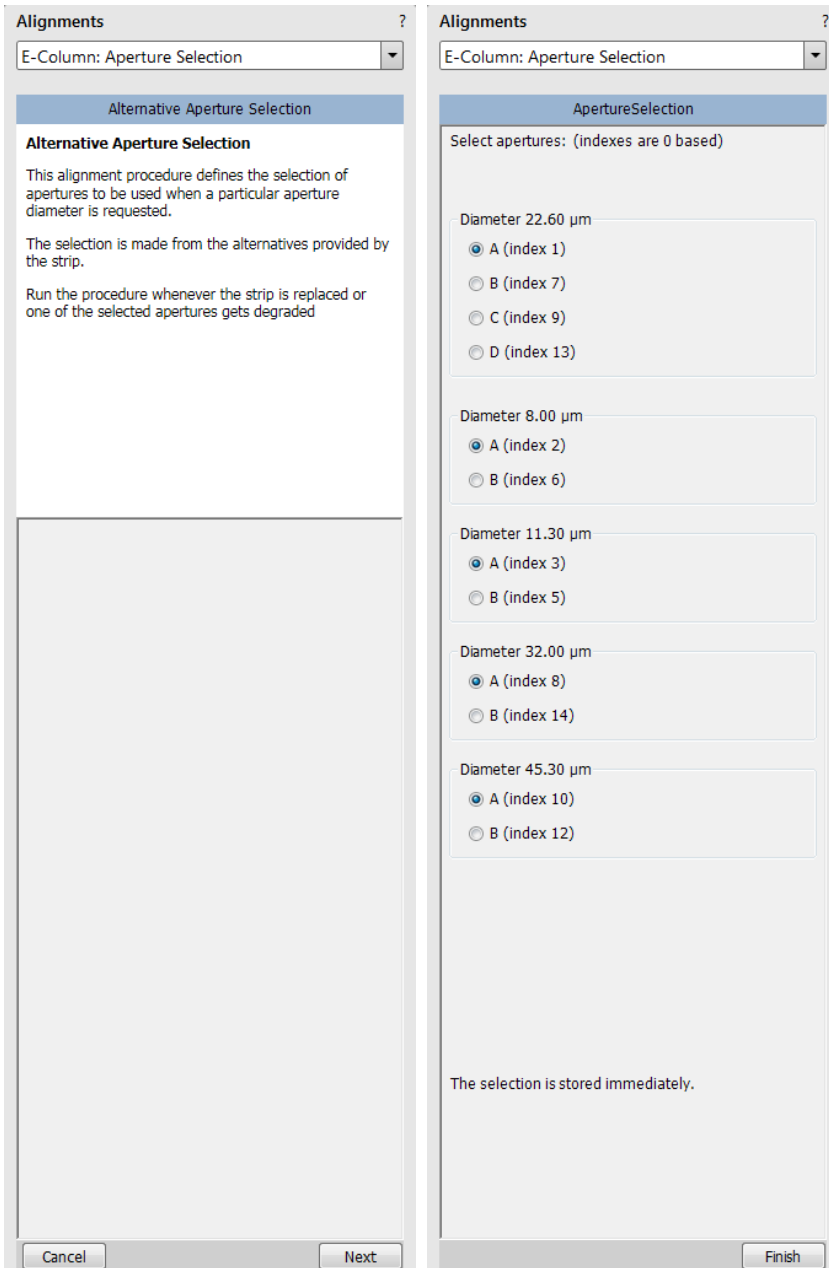 Alignments ?
E-Column: Aperture Selection
Alternative Aperture Selection
Alternative Aperture Selection
This alignment procedure defines the selection of
apertures to be used when a particular aperture
diameter is requested.
The selection is made from the alternatives provided by
the strip.
Run the procedure whenever the strip is replaced or
one of the selected apertures gets degraded
Cancel
Next
Alignments ?
E-Column: Aperture Selection
ApertureSelection
Select apertures: (indexes are 0 based)
Diameter 22.60 µm
A (index 1)
B (index 7)
C (index 9)
D (index 13)
Diameter 8.00 µm
A (index 2)
B (index 6)
Diameter 11.30 µm
A (index 3)
B (index 5)
Diameter 32.00 µm
A (index 8)
B (index 14)
Diameter 45.30 µm
A (index 10)
B (index 12)
The selection is stored immediately.
Finish